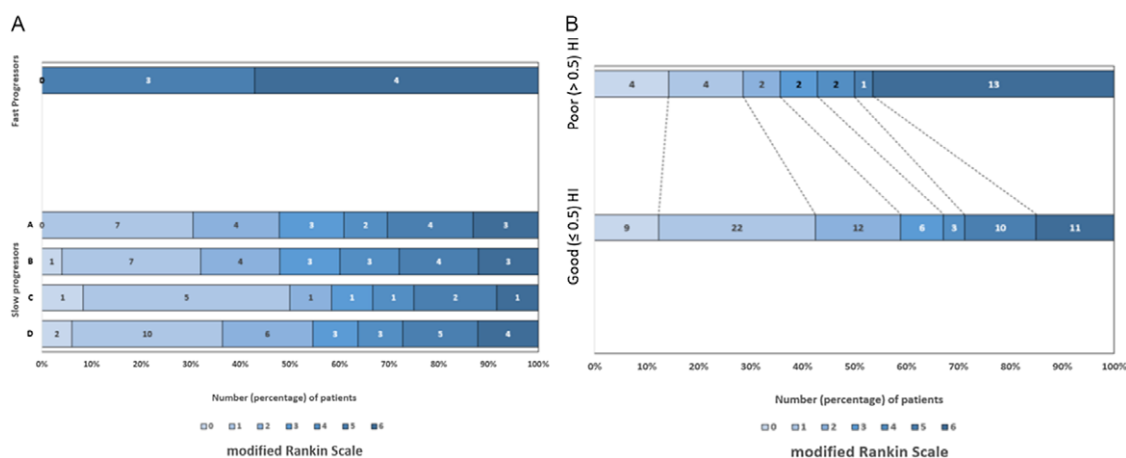 A
Fast Progressors
0 3 4
Slow progressors
A 0 7 4 3 2 4 3
B 1 7 4 3 3 4 3
C 1 5 1 1 1 2 1
D 2 10 6 3 3 5 4
0% 10% 20% 30% 40% 50% 60% 70% 80% 90% 100%
Number (percentage) of patients
0 1 2 3 4 5 6
modified Rankin Scale
B
Poor (> 0.5) HI
4 4 2 2 2 1 13
Good (≤ 0.5) HI
9 22 12 6 3 10 11
0% 10% 20% 30% 40% 50% 60% 70% 80% 90% 100%
Number (percentage) of patients
0 1 2 3 4 5 6
modified Rankin Scale